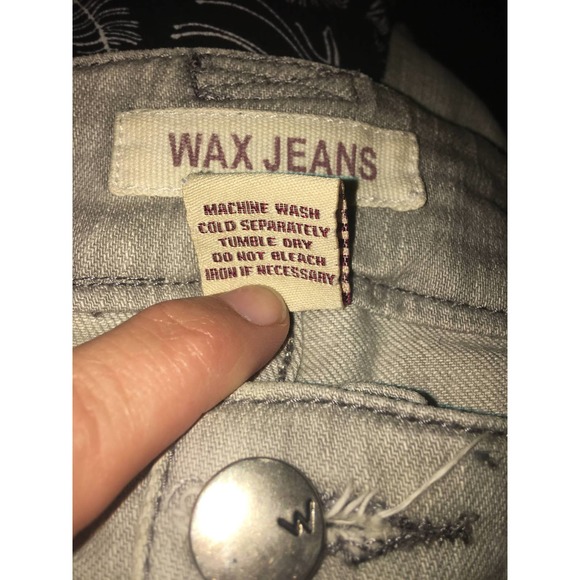 WAX JEANS
MACHINE WASH
COLD SEPARATELY
TUMBLE DRY
DO NOT BLEACH
IRON IF NECESSARY
W